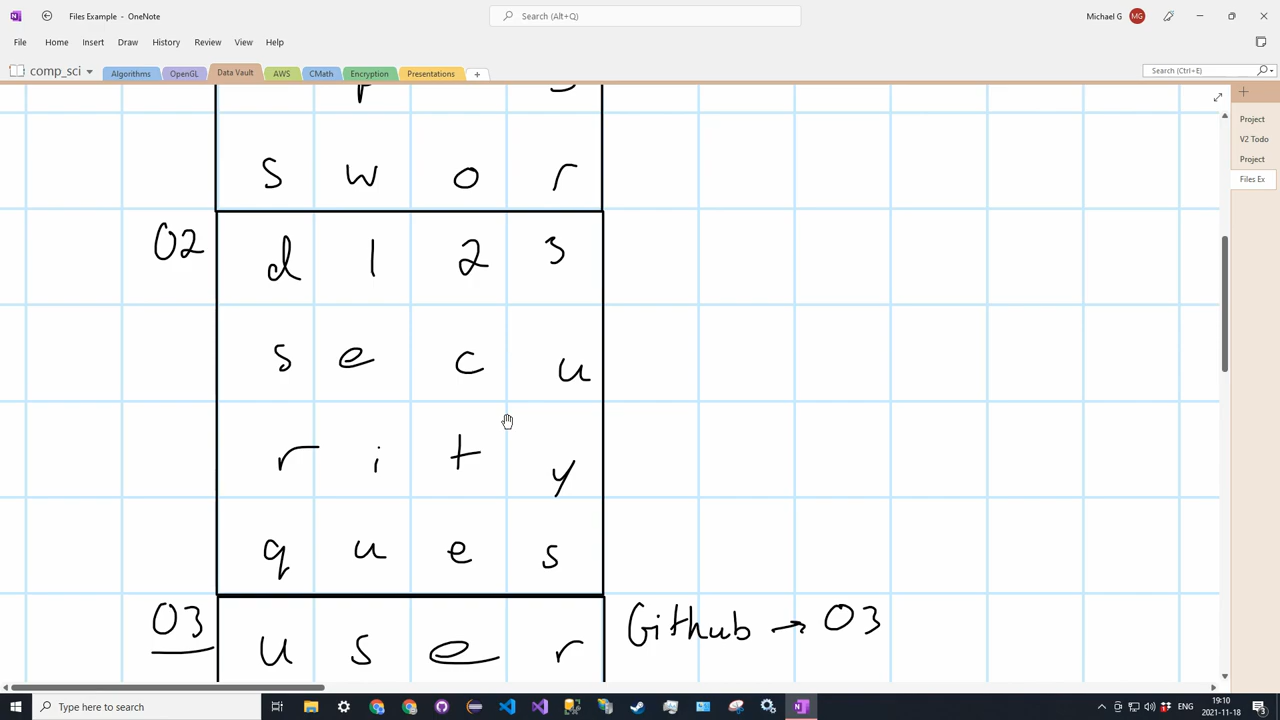 Files Example - OneNote
Search (Alt+Q)
Michael G
MG
File Home Insert Draw History Review View Help
comp_sci
Algorithms OpenGL Data Vault AWS CMath Encryption Presentations +
Search (Ctrl+E)
Project
V2 Todo
Project
Files Ex
s w o r
02 d 1 2 3
s e c u
r i t y
q u e s
03 u s e r
Github → 03
Type here to search
ENG
19:10
2021-11-18